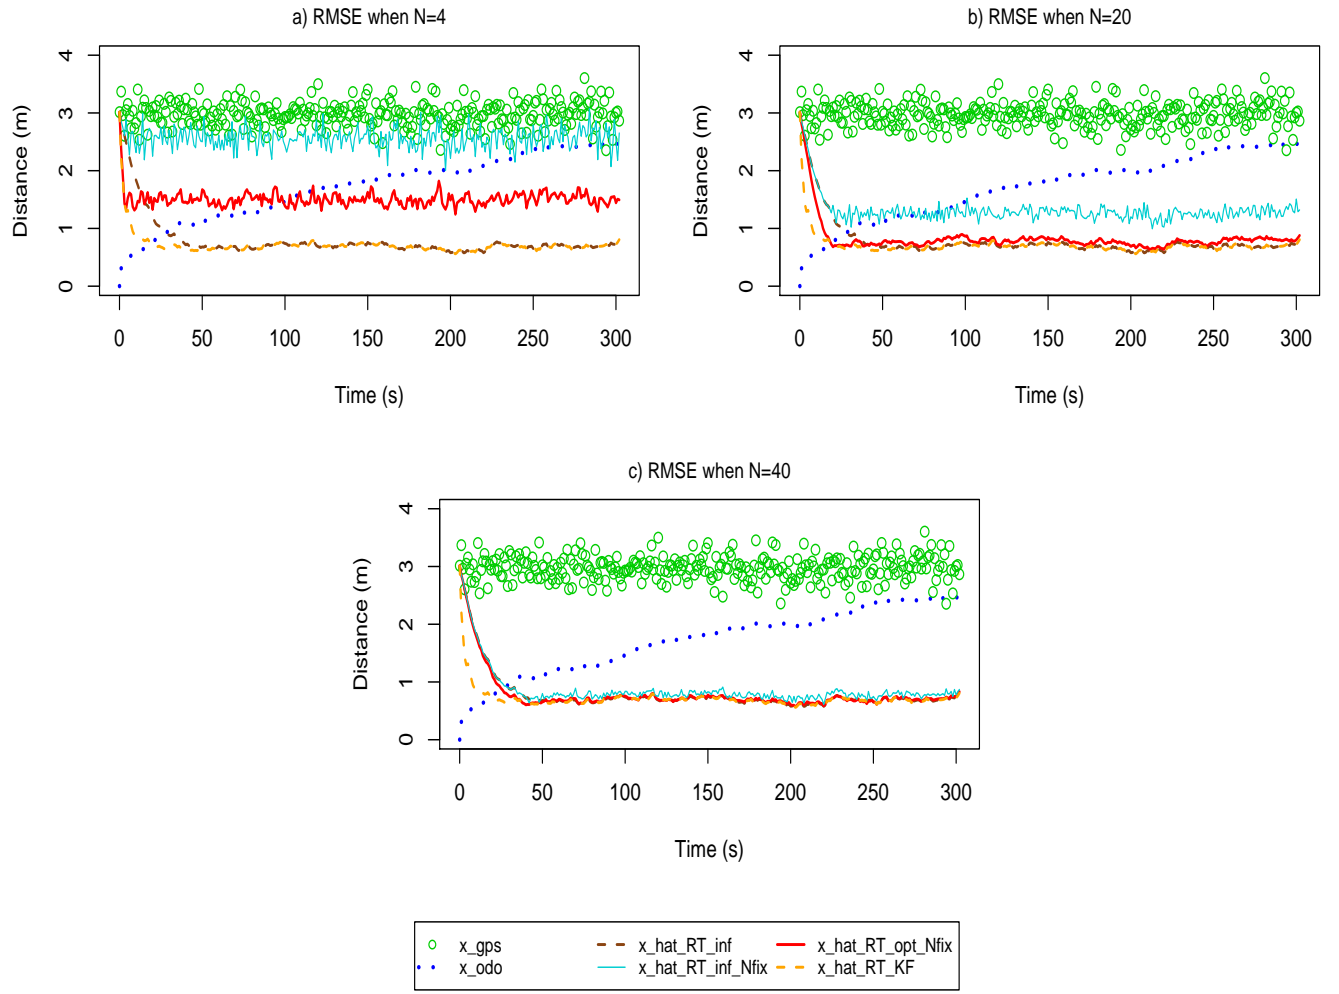 a) RMSE when N=4
Distance (m)
4
3
2
1
0
0 50 100 150 200 250 300
Time (s)
b) RMSE when N=20
Distance (m)
4
3
2
1
0
0 50 100 150 200 250 300
Time (s)
c) RMSE when N=40
Distance (m)
4
3
2
1
0
0 50 100 150 200 250 300
Time (s)
x_gps x_hat_RT_inf x_hat_RT_opt_Nfix
x_odo x_hat_RT_inf_Nfix x_hat_RT_KF